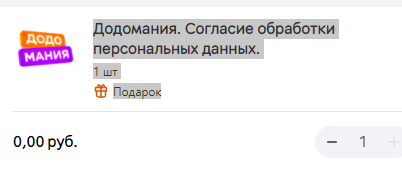 ДОДО
МАНИЯ
Додомания. Согласие обработки
персональных данных.
1 шт
Подарок
0,00 руб.
− 1 +